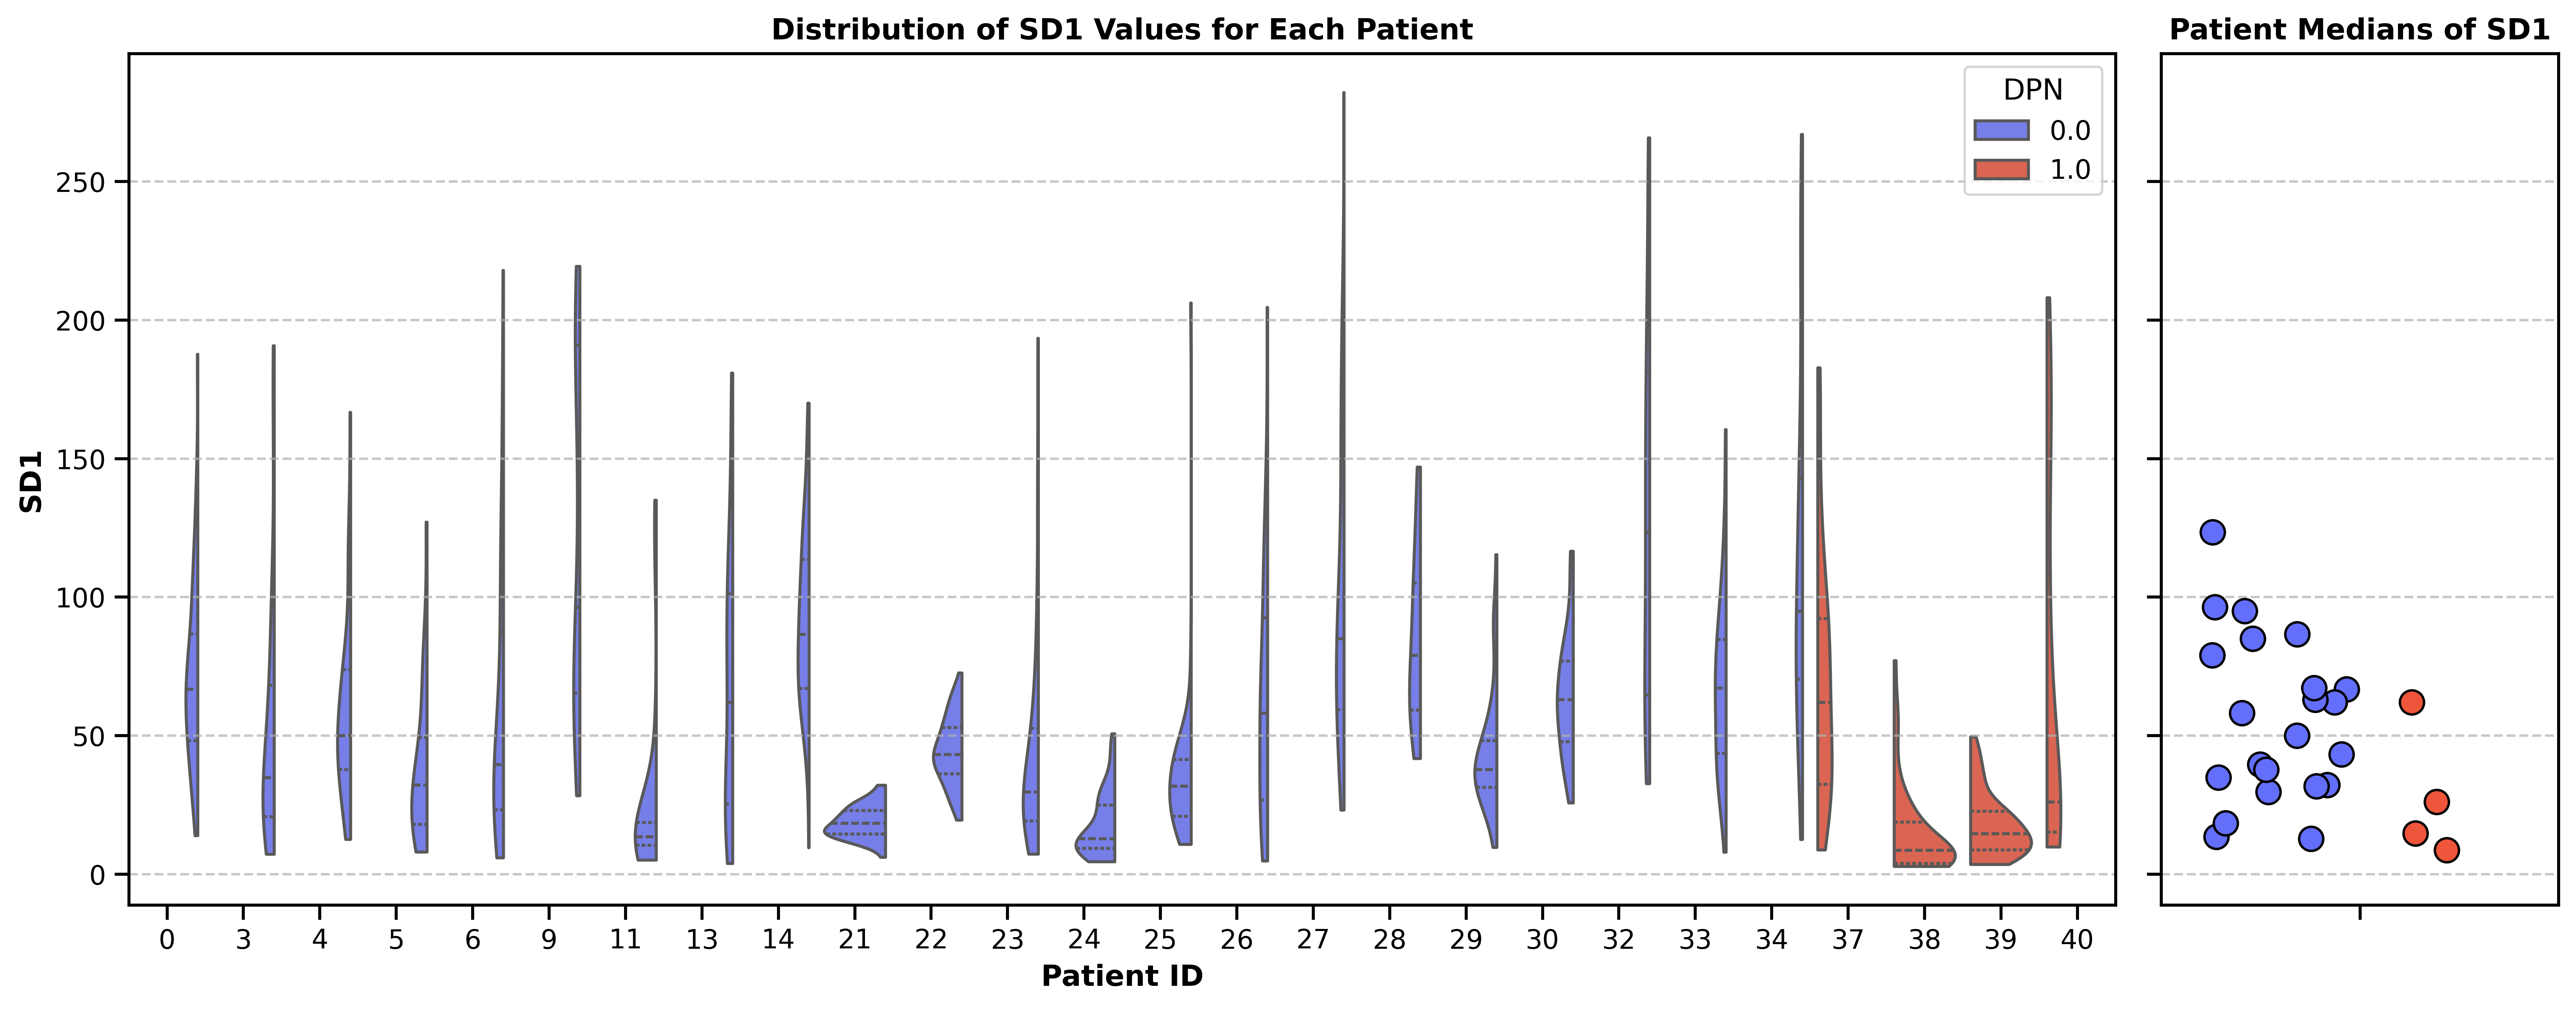 Distribution of SD1 Values for Each Patient
Patient Medians of SD1
DPN
0.0
1.0
SD1
250
200
150
100
50
0
0 3 4 5 6 9 11 13 14 21 22 23 24 25 26 27 28 29 30 32 33 34 37 38 39 40
Patient ID